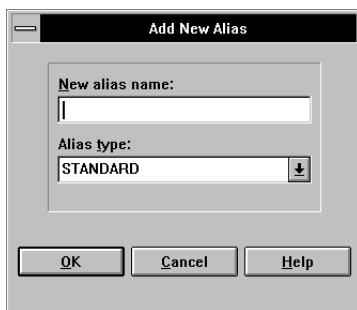 Add New Alias
New alias name:
Alias type:
STANDARD
OK Cancel Help